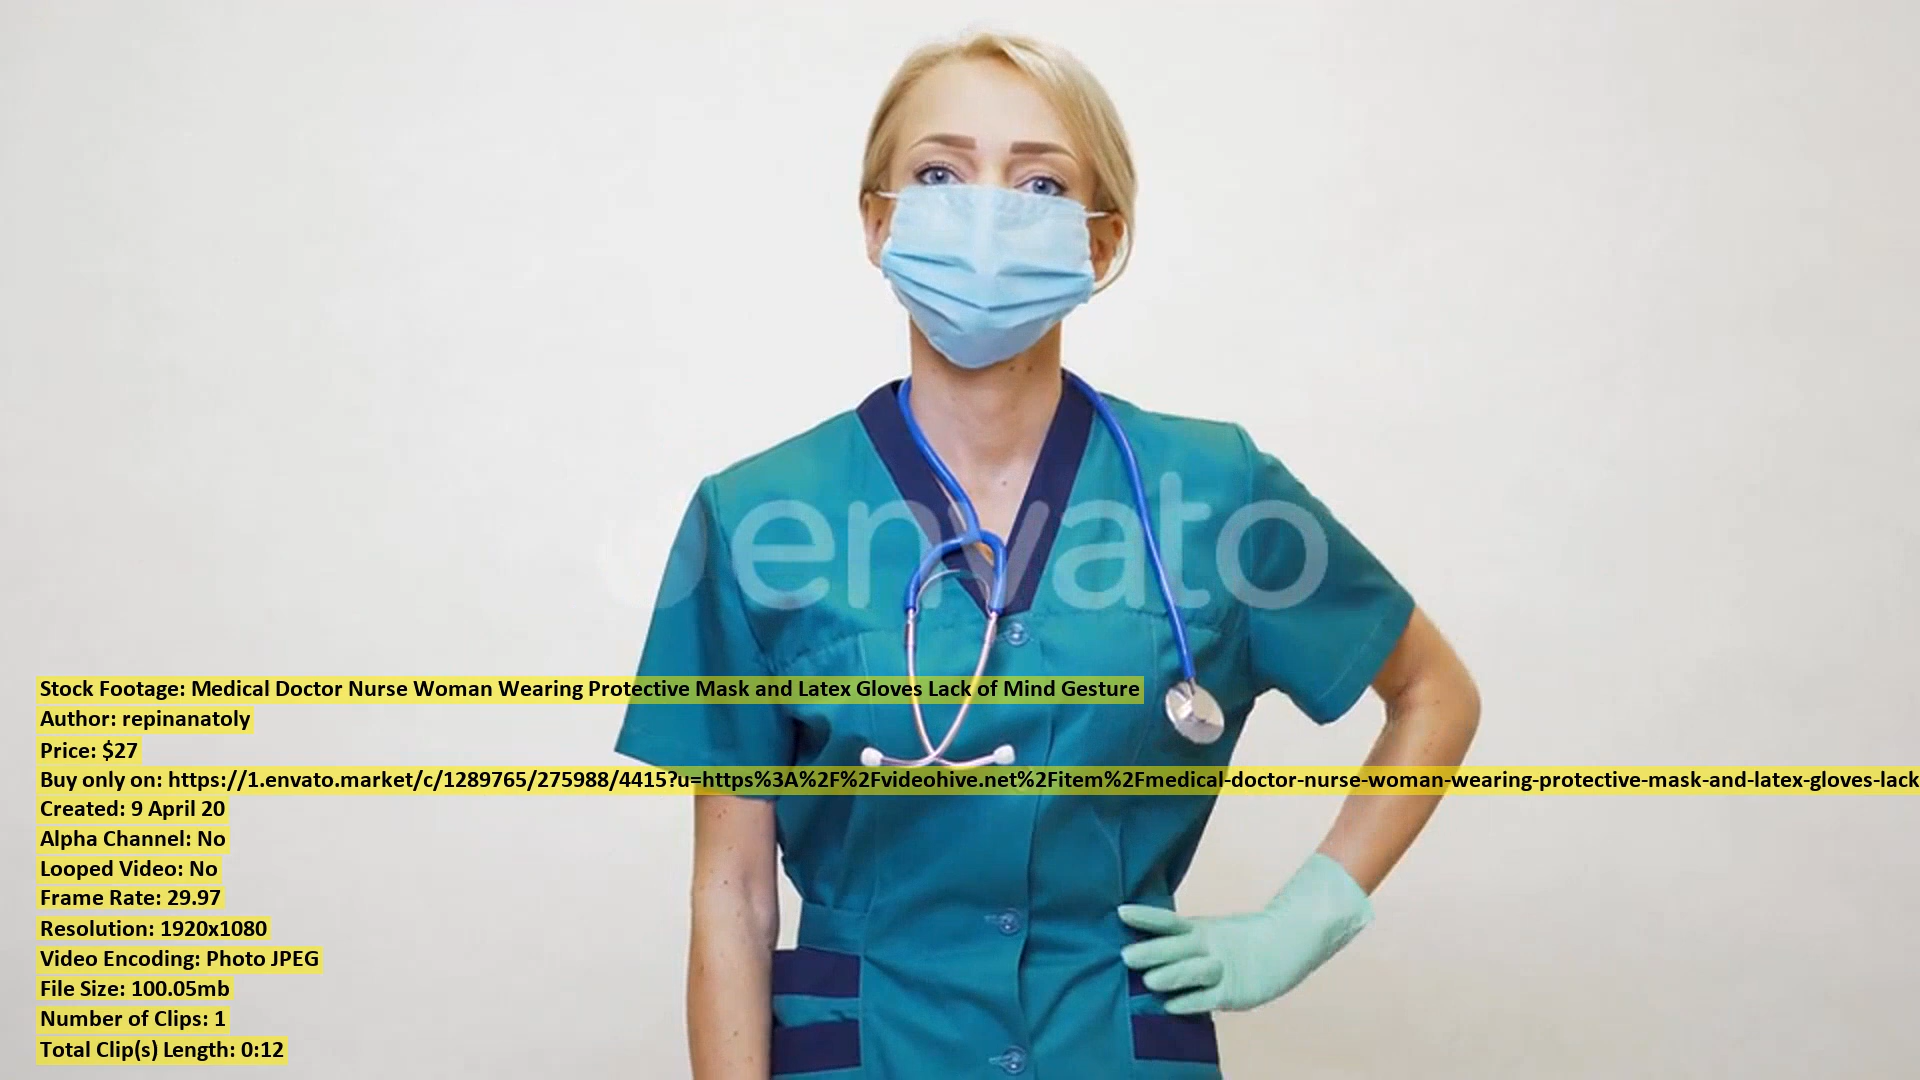 envato
Stock Footage: Medical Doctor Nurse Woman Wearing Protective Mask and Latex Gloves Lack of Mind Gesture
Author: repinanatoly
Price: $27
Buy only on: https://1.envato.market/c/1289765/275988/4415?u=https%3A%2F%2Fvideohive.net%2Fitem%2Fmedical-doctor-nurse-woman-wearing-protective-mask-and-latex-gloves-lack
Created: 9 April 20
Alpha Channel: No
Looped Video: No
Frame Rate: 29.97
Resolution: 1920x1080
Video Encoding: Photo JPEG
File Size: 100.05mb
Number of Clips: 1
Total Clip(s) Length: 0:12